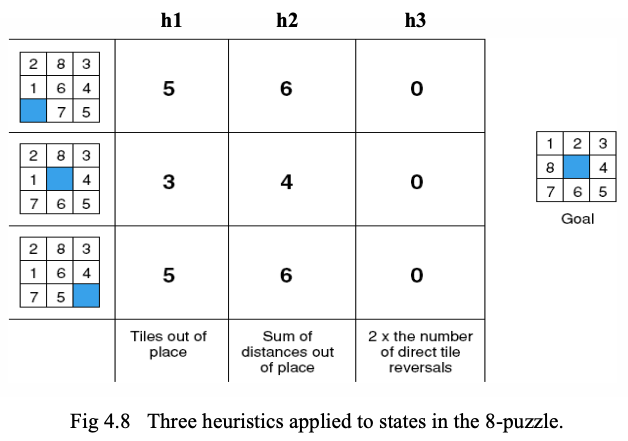 h1 h2 h3
2 8 3
1 6 4
7 5
5 6 0
2 8 3
1 4
7 6 5
3 4 0
1 2 3
8 4
7 6 5
Goal
2 8 3
1 6 4
7 5
5 6 0
Tiles out of
place
Sum of
distances out
of place
2 x the number
of direct tile
reversals
Fig 4.8 Three heuristics applied to states in the 8-puzzle.